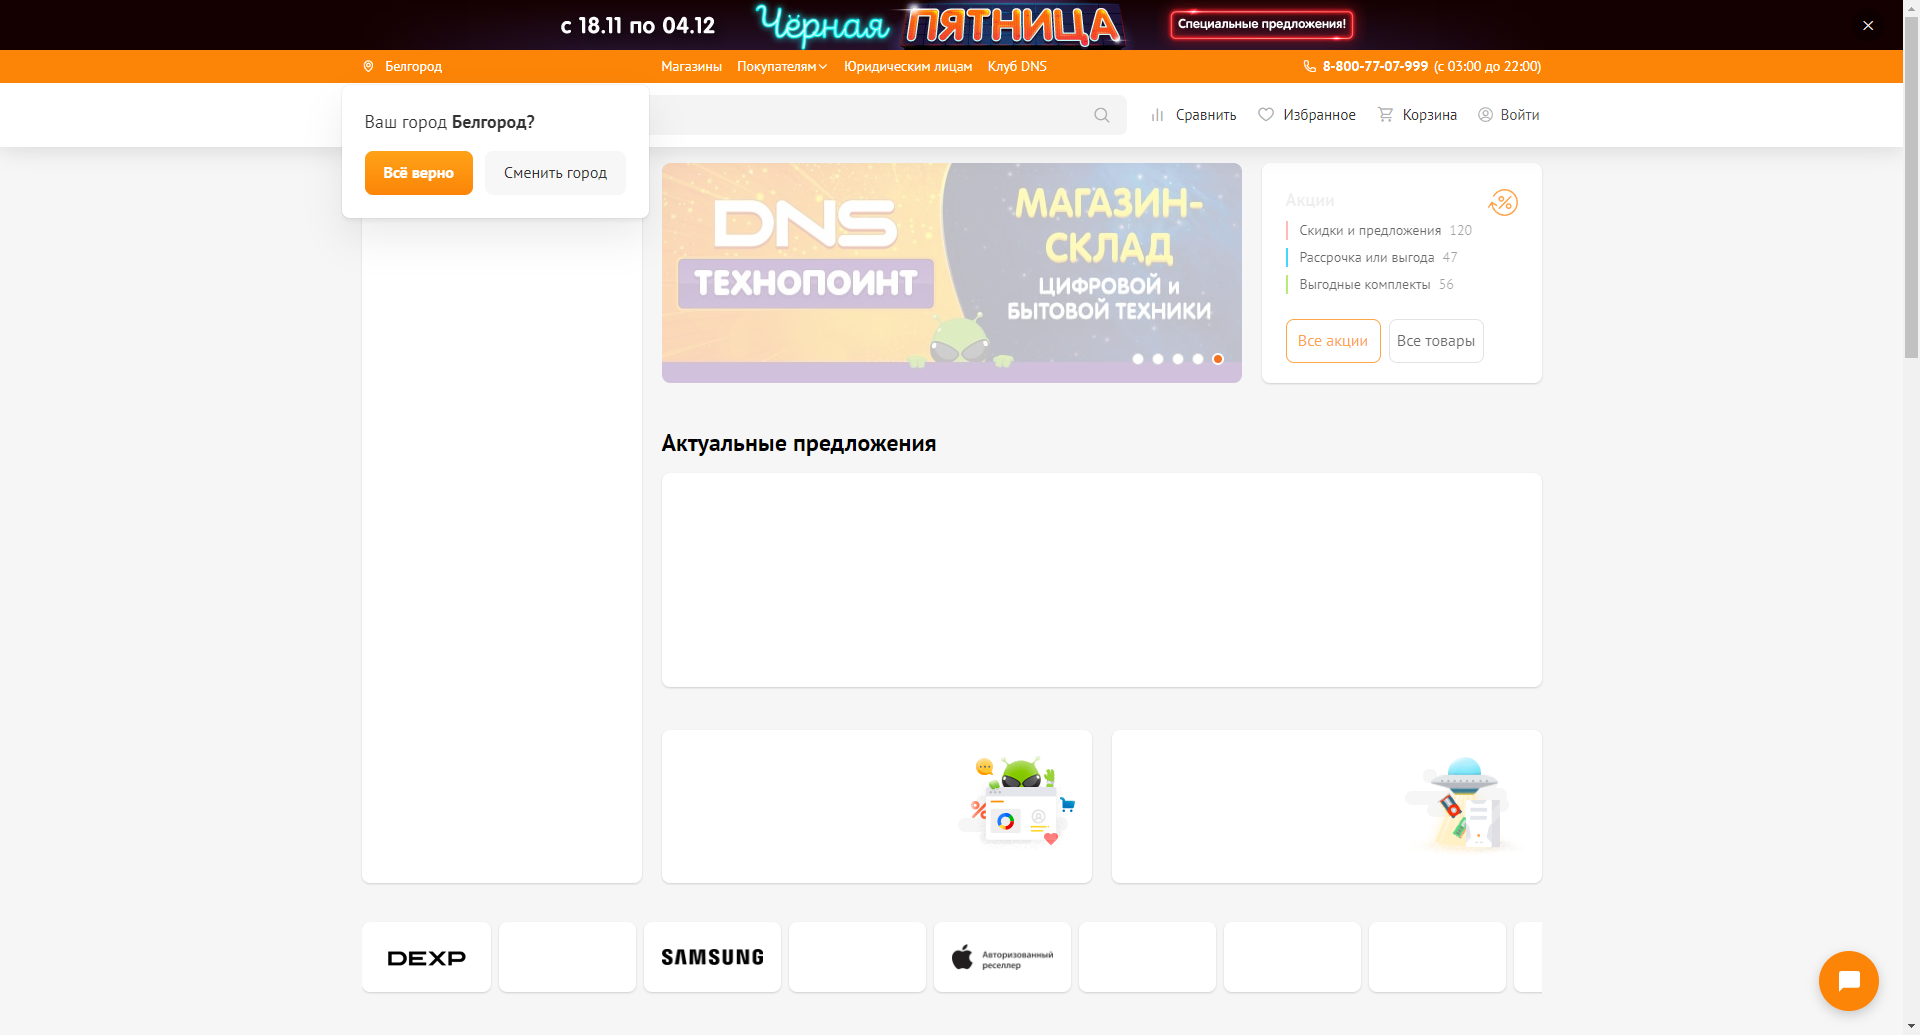 с 18.11 по 04.12
Чёрная
ПЯТНИЦА
Специальные предложения!
Белгород
Магазины
Покупателям
Юридическим лицам
Клуб DNS
8-800-77-07-999 (с 03:00 до 22:00)
Ваш город Белгород?
Всё верно
Сменить город
Сравнить
Избранное
Корзина
Войти
DNS
ТЕХНОПОИНТ
МАГАЗИН-
СКЛАД
ЦИФРОВОЙ и
БЫТОВОЙ ТЕХНИКИ
Акции
Скидки и предложения 120
Рассрочка или выгода 47
Выгодные комплекты 56
Все акции
Все товары
Актуальные предложения
DEXP
SAMSUNG
Авторизованный
реселлер